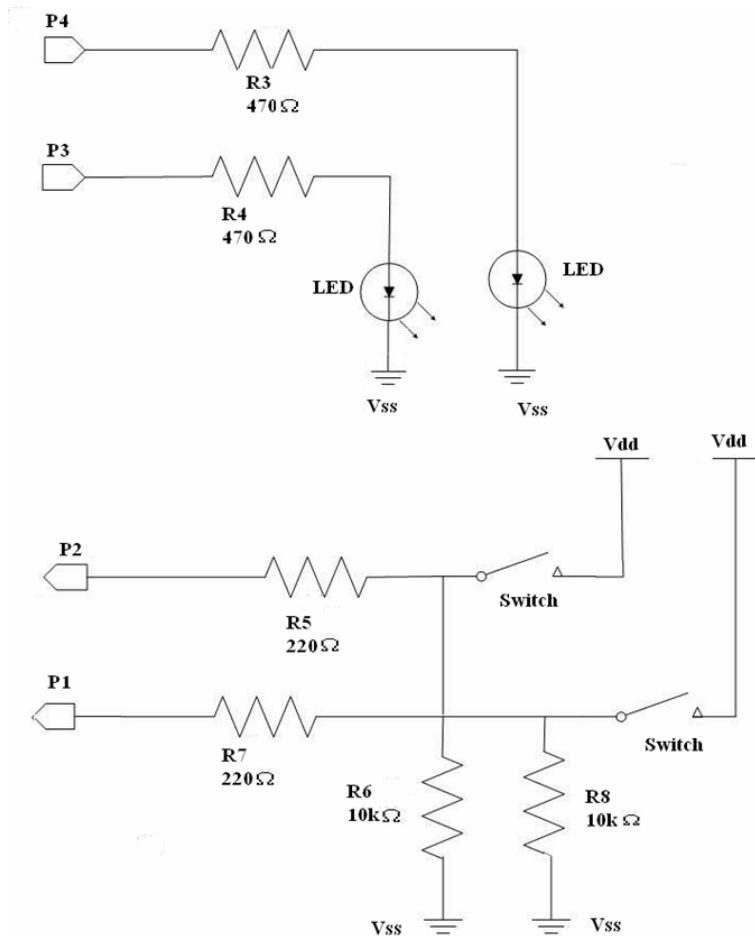 P4
R3
470Ω
P3
R4
470Ω
LED
LED
Vss
Vss
Vdd
Vdd
P2
Switch
R5
220Ω
P1
Switch
R7
220Ω
R6
10kΩ
R8
10kΩ
Vss
Vss